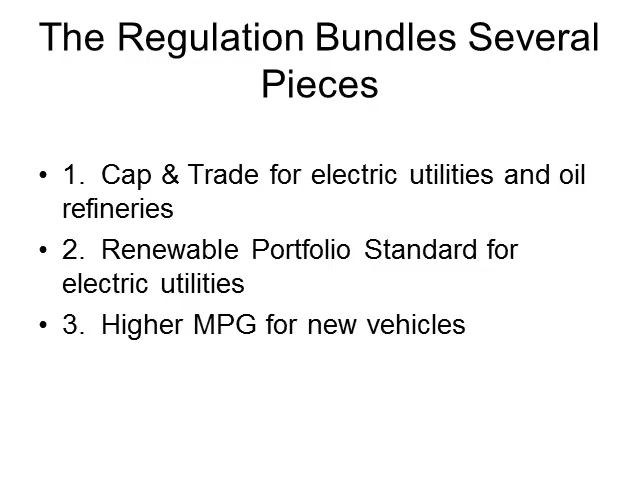 The Regulation Bundles Several
Pieces
• 1. Cap & Trade for electric utilities and oil
refineries
• 2. Renewable Portfolio Standard for
electric utilities
• 3. Higher MPG for new vehicles